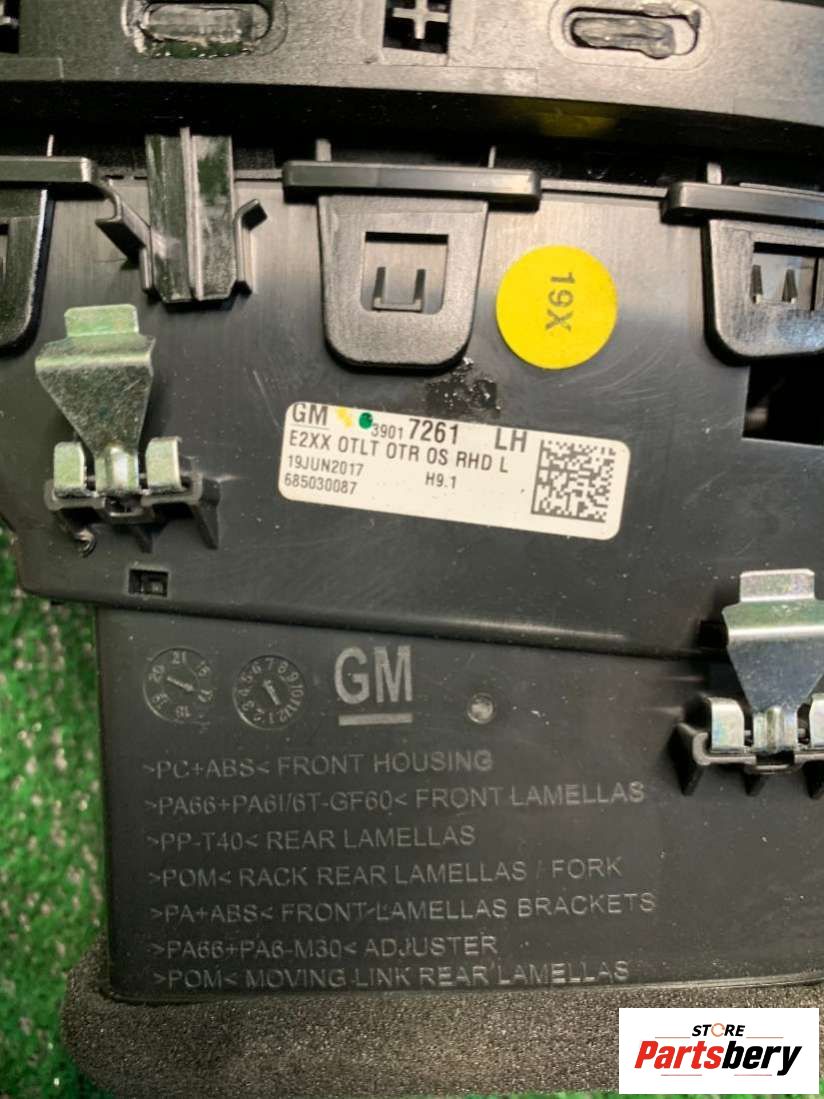 19X
GM 39017261 LH
E2XX OTLT OTR OS RHD L
19JUN2017 H9.1
685030087
GM
>PC+ABS< FRONT HOUSING
>PA66+PA6I/6T-GF60< FRONT LAMELLAS
>PP-T40< REAR LAMELLAS
>POM< RACK REAR LAMELLAS / FORK
>PA+ABS< FRONT LAMELLAS BRACKETS
>PA66+PA6-M30< ADJUSTER
>POM< MOVING LINK REAR LAMELLAS
STORE
Partsbery